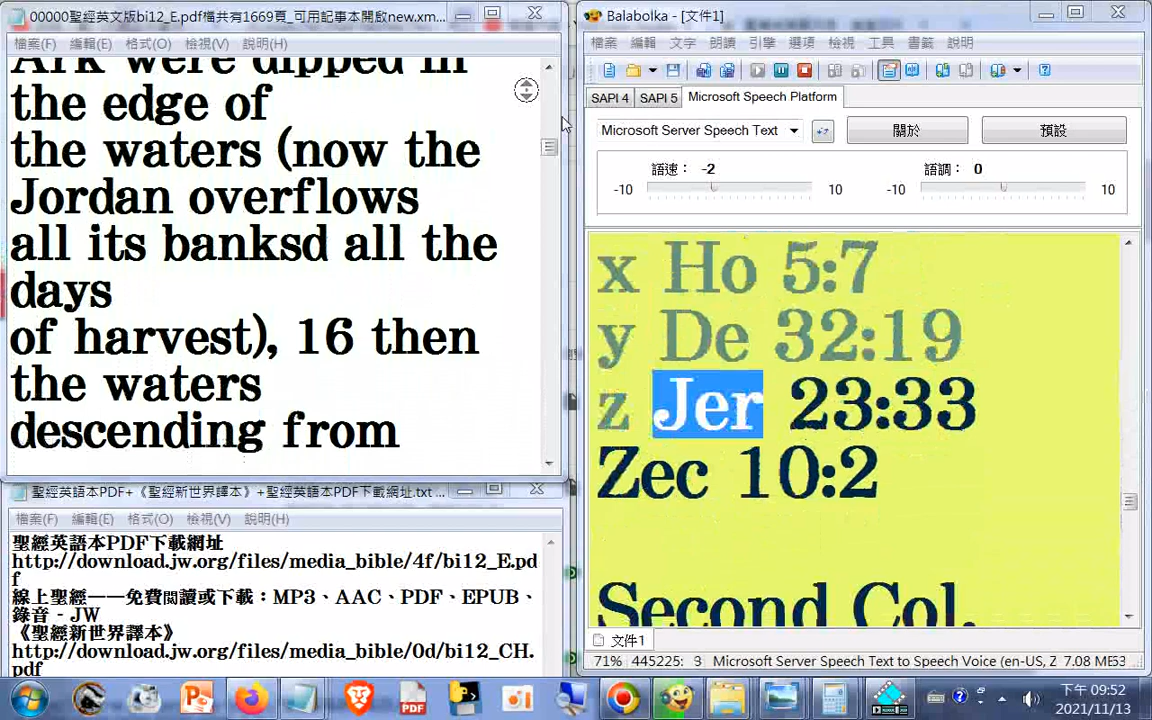 00000聖經英文版bi12_E.pdf檔共有1669頁_可用記事本開啟new.xm...
檔案(F) 編輯(E) 格式(O) 檢視(V) 說明(H)
Ark were dipped in
the edge of
the waters (now the
Jordan overflows
all its banksd all the
days
of harvest), 16 then
the waters
descending from
聖經英語本PDF+《聖經新世界譯本》+聖經英語本PDF下載網址.txt ...
檔案(F) 編輯(E) 格式(O) 檢視(V) 說明(H)
聖經英語本PDF下載網址
http://download.jw.org/files/media_bible/4f/bi12_E.pd
f
線上聖經──免費閱讀或下載：MP3、AAC、PDF、EPUB、
錄音 - JW
《聖經新世界譯本》
http://download.jw.org/files/media_bible/0d/bi12_CH.
pdf
Balabolka - [文件1]
檔案 編輯 文字 朗讀 引擎 選項 檢視 工具 書籤 說明
SAPI 4 SAPI 5 Microsoft Speech Platform
Microsoft Server Speech Text 關於 預設
語速： -2 語調： 0
-10 10 -10 10
x Ho 5:7
y De 32:19
z Jer 23:33
Zec 10:2
Second Col.
文件1
71% 445225: 3 Microsoft Server Speech Text to Speech Voice (en-US, Z 7.08 ME53
PDF
下午 09:52
2021/11/13